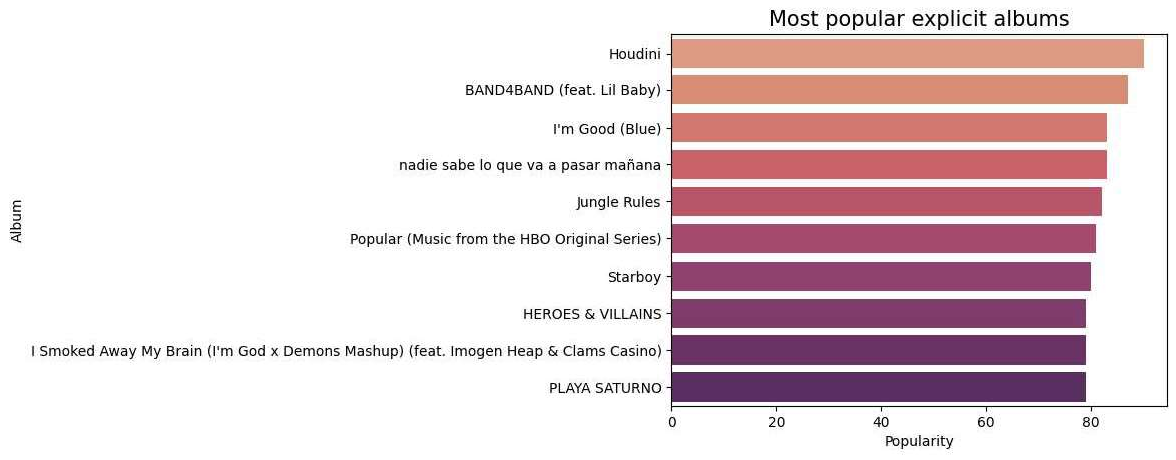 Most popular explicit albums
Houdini
BAND4BAND (feat. Lil Baby)
I'm Good (Blue)
nadie sabe lo que va a pasar mañana
Jungle Rules
Popular (Music from the HBO Original Series)
Starboy
HEROES & VILLAINS
I Smoked Away My Brain (I'm God x Demons Mashup) (feat. Imogen Heap & Clams Casino)
PLAYA SATURNO
Album
0 20 40 60 80
Popularity